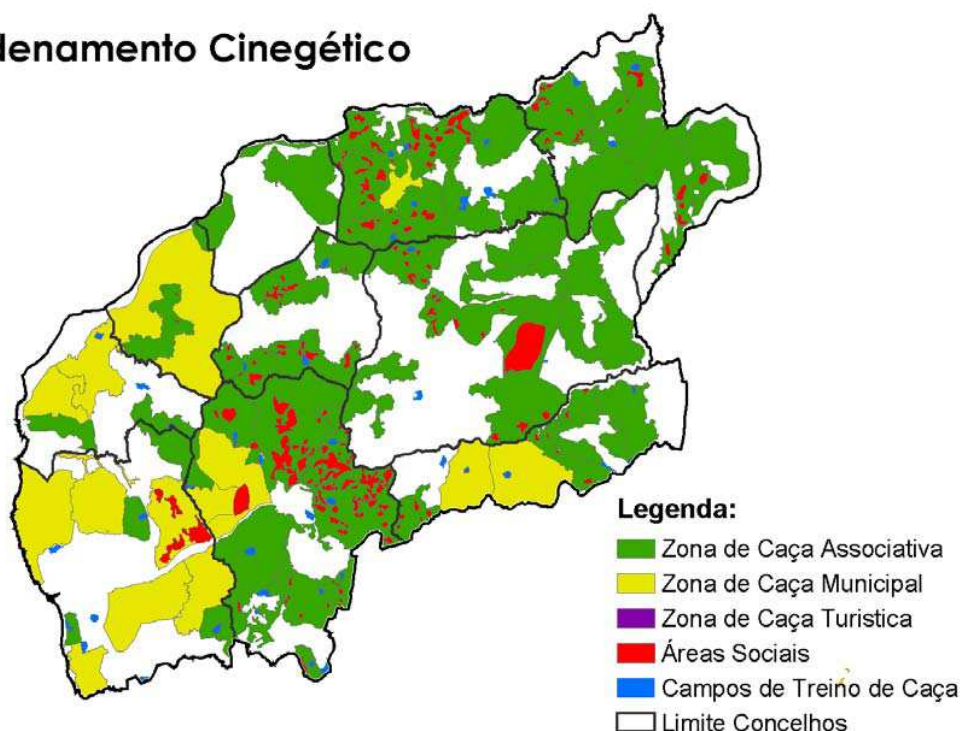 denamento Cinegético
Legenda:
Zona de Caça Associativa
Zona de Caça Municipal
Zona de Caça Turistica
Áreas Sociais
Campos de Treino de Caça
Limite Concelhos